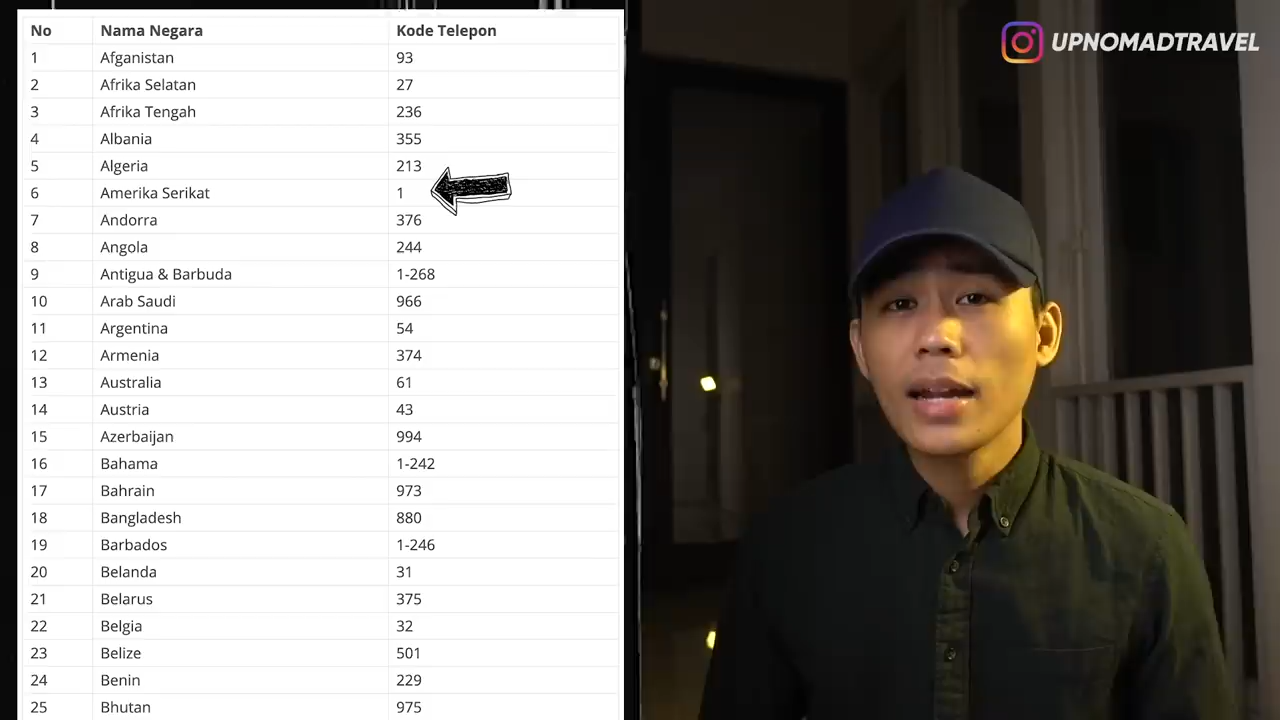 No Nama Negara Kode Telepon
1 Afganistan 93
2 Afrika Selatan 27
3 Afrika Tengah 236
4 Albania 355
5 Algeria 213
6 Amerika Serikat 1
7 Andorra 376
8 Angola 244
9 Antigua & Barbuda 1-268
10 Arab Saudi 966
11 Argentina 54
12 Armenia 374
13 Australia 61
14 Austria 43
15 Azerbaijan 994
16 Bahama 1-242
17 Bahrain 973
18 Bangladesh 880
19 Barbados 1-246
20 Belanda 31
21 Belarus 375
22 Belgia 32
23 Belize 501
24 Benin 229
25 Bhutan 975
UPNOMADTRAVEL